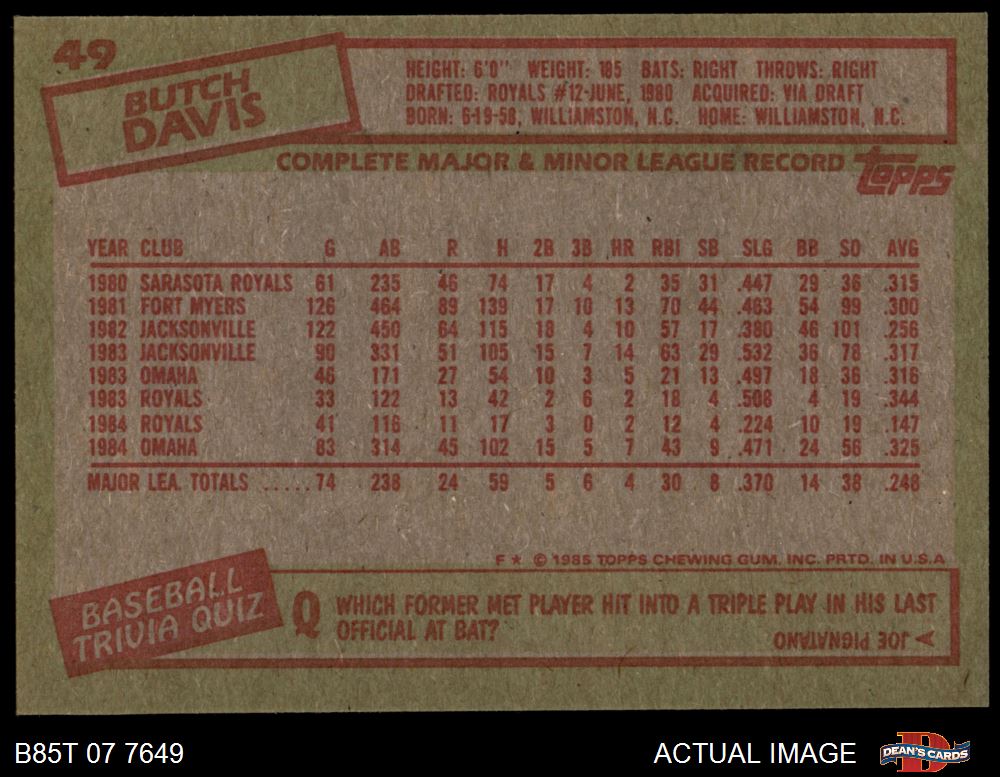 49
BUTCH
DAVIS
HEIGHT: 6'0" WEIGHT: 185 BATS: RIGHT THROWS: RIGHT
DRAFTED: ROYALS #12-JUNE, 1980 ACQUIRED: VIA DRAFT
BORN: 6-19-58, WILLIAMSTON, N.C. HOME: WILLIAMSTON, N.C.
COMPLETE MAJOR & MINOR LEAGUE RECORD topps
YEAR CLUB G AB R H 2B 3B HR RBI SB SLG BB SO AVG
1980 SARASOTA ROYALS 61 235 46 74 17 4 2 35 31 .447 29 36 .315
1981 FORT MYERS 126 464 89 139 17 10 13 70 44 .463 54 99 .300
1982 JACKSONVILLE 122 450 64 115 18 4 10 57 17 .380 46 101 .256
1983 JACKSONVILLE 90 331 51 105 15 7 14 63 29 .532 36 78 .317
1983 OMAHA 46 171 27 54 10 3 5 21 13 .497 18 36 .316
1983 ROYALS 33 122 13 42 2 6 2 18 4 .508 4 19 .344
1984 ROYALS 41 116 11 17 3 0 2 12 4 .224 10 19 .147
1984 OMAHA 83 314 45 102 15 5 7 43 9 .471 24 56 .325
MAJOR LEA. TOTALS .....74 238 24 59 5 6 4 30 8 .370 14 38 .248
F * © 1985 TOPPS CHEWING GUM, INC. PRTD. IN U.S.A.
BASEBALL
TRIVIA QUIZ
Q WHICH FORMER MET PLAYER HIT INTO A TRIPLE PLAY IN HIS LAST
OFFICIAL AT BAT?
A JOE PIGNATANO
B85T 07 7649
ACTUAL IMAGE
D
DEAN'S CARDS